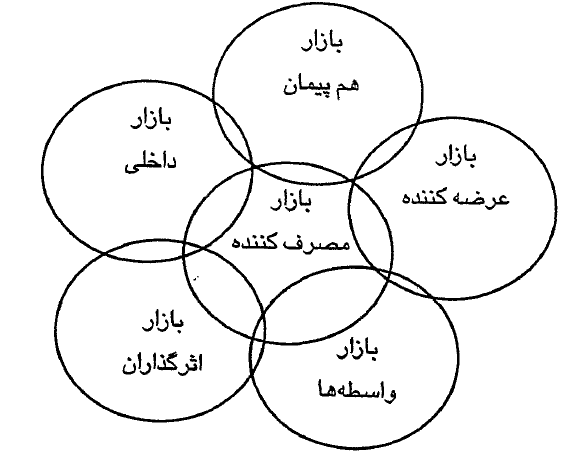 بازار
هم پیمان
بازار
داخلی
بازار
عرضه کننده
بازار
مصرف کننده
بازار
اثرگذاران
بازار
واسطه‌ها